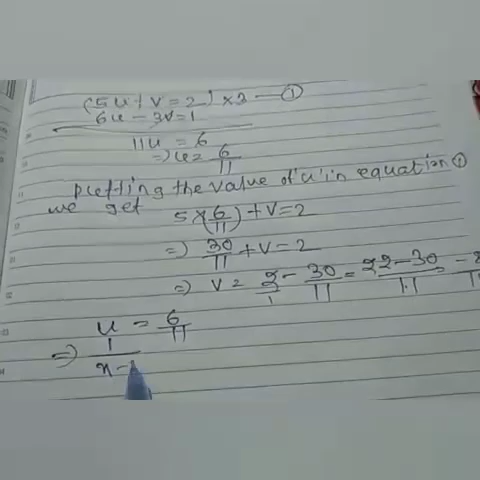 (5u + v = 2) × 3 — ①
6u − 3v = 1
11u = 6
⇒ u = 6/11
putting the value of 'u' in equation ①
we get
5 × (6/11) + v = 2
⇒ 30/11 + v = 2
⇒ v = 2/1 − 30/11 = 22 − 30/11
u = 6/11
⇒ 1/x −